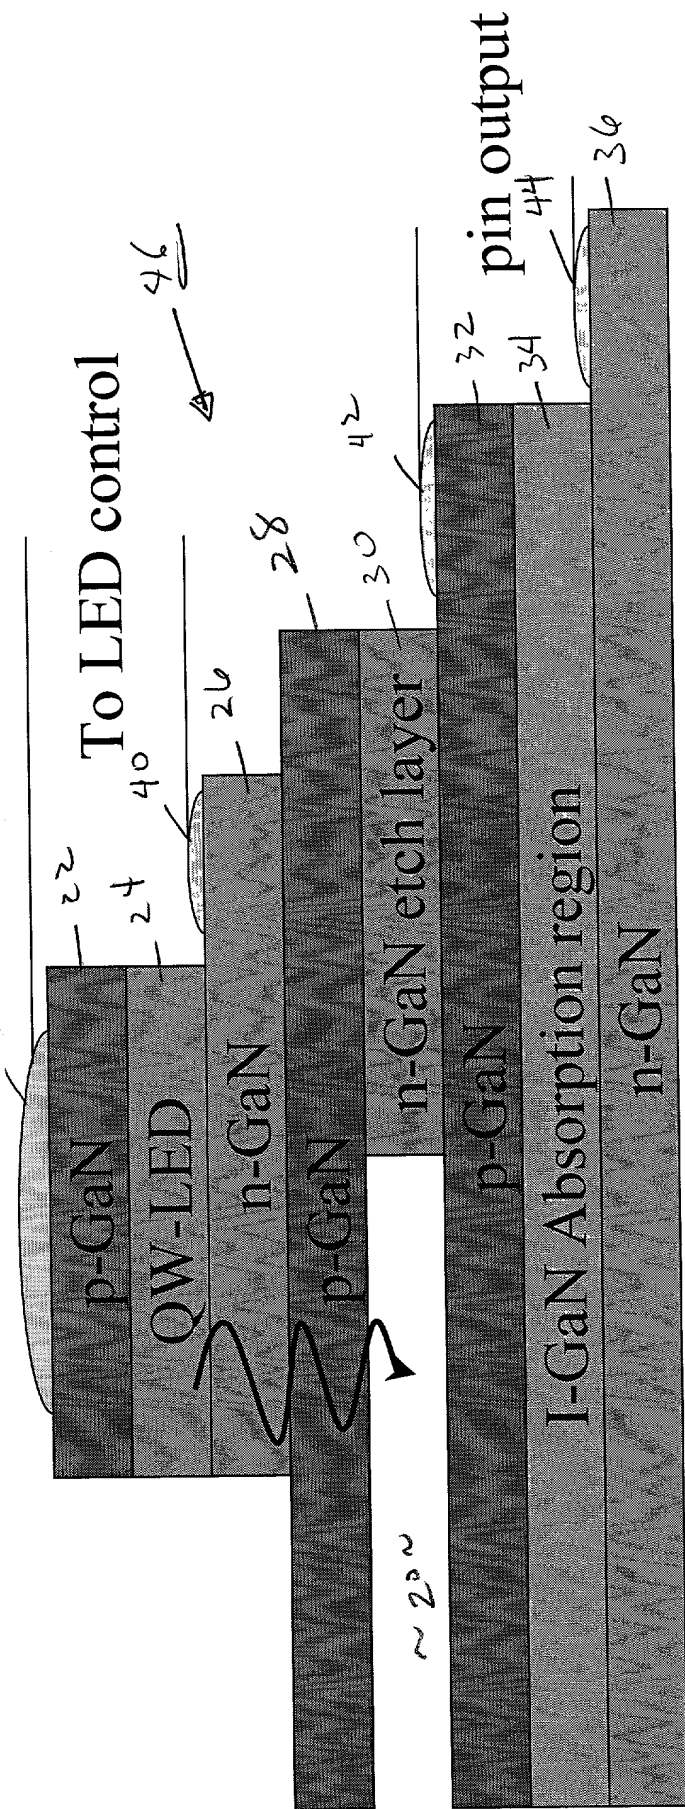 To LED control
46
pin output
22
24
40
26
28
30
42
32
34
44
36
p-GaN
QW-LED
n-GaN
p-GaN
n-GaN etch layer
p-GaN
I-GaN Absorption region
n-GaN
~ 20 ~